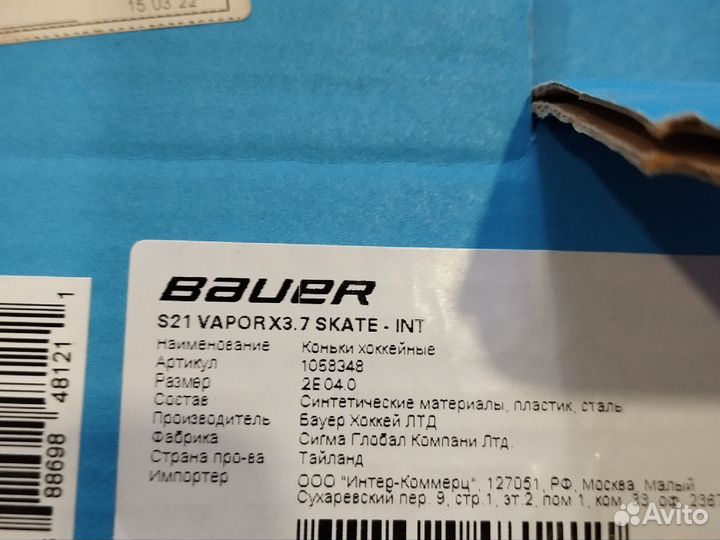 15.03.22
BAUER
S21 VAPOR X3.7 SKATE - INT
Наименование Коньки хоккейные
Артикул 1058348
Размер 2E 04.0
Состав Синтетические материалы, пластик, сталь
Производитель Бауер Хоккей ЛТД
Фабрика Сигма Глобал Компани Лтд.
Страна про-ва Тайланд
Импортер ООО "Интер-Коммерц", 127051, РФ, Москва, Малый
Сухаревский пер. 9, стр.1, эт.2, пом 1, ком. 33, оф. 236
88698 48121 1
Avito